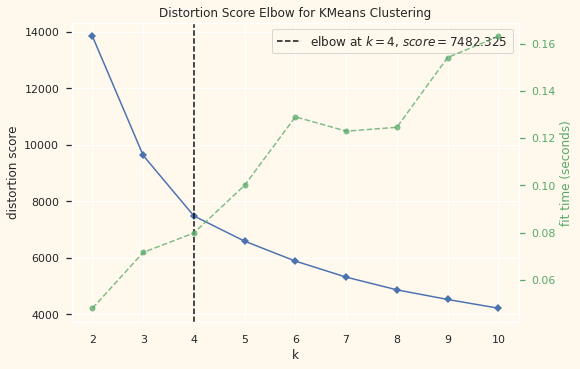 Distortion Score Elbow for KMeans Clustering
elbow at k = 4, score = 7482.325
distortion score
14000
12000
10000
8000
6000
4000
0.16
0.14
0.12
0.10
0.08
0.06
fit time (seconds)
2 3 4 5 6 7 8 9 10
k